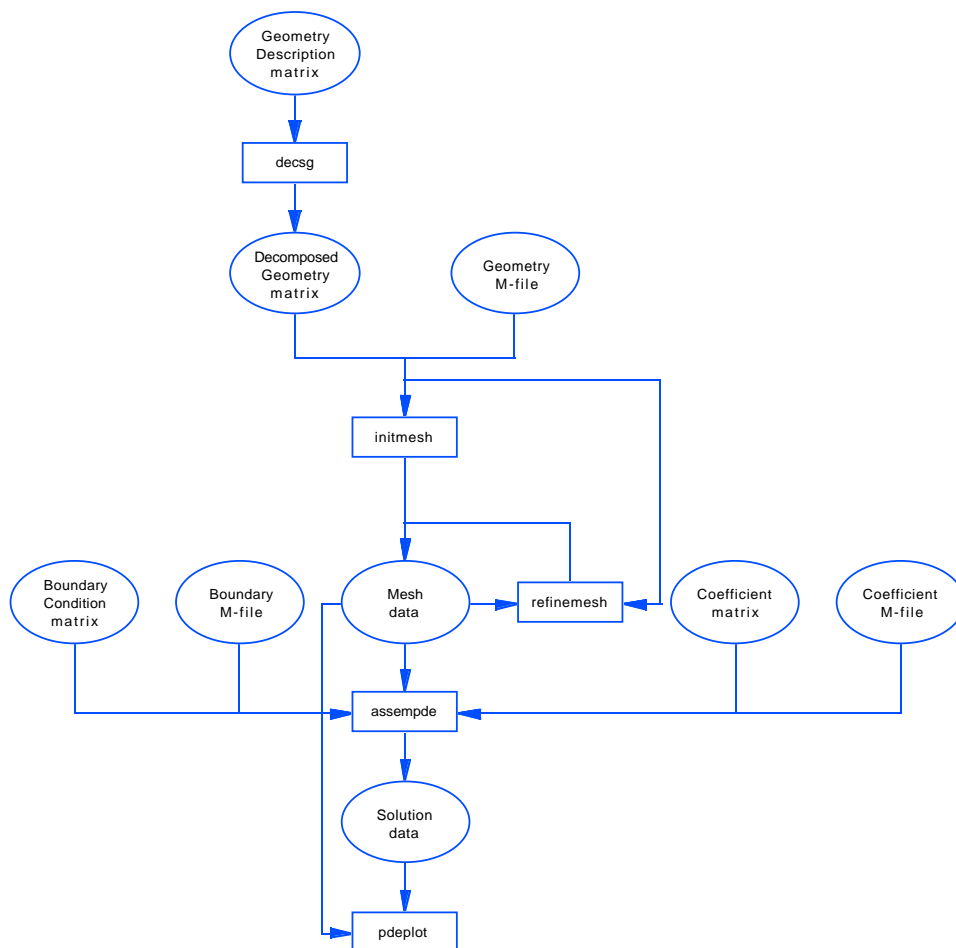 Geometry
Description
matrix
decsg
Decomposed
Geometry
matrix
Geometry
M-file
initmesh
Boundary
Condition
matrix
Boundary
M-file
Mesh
data
refinemesh
Coefficient
matrix
Coefficient
M-file
assempde
Solution
data
pdeplot